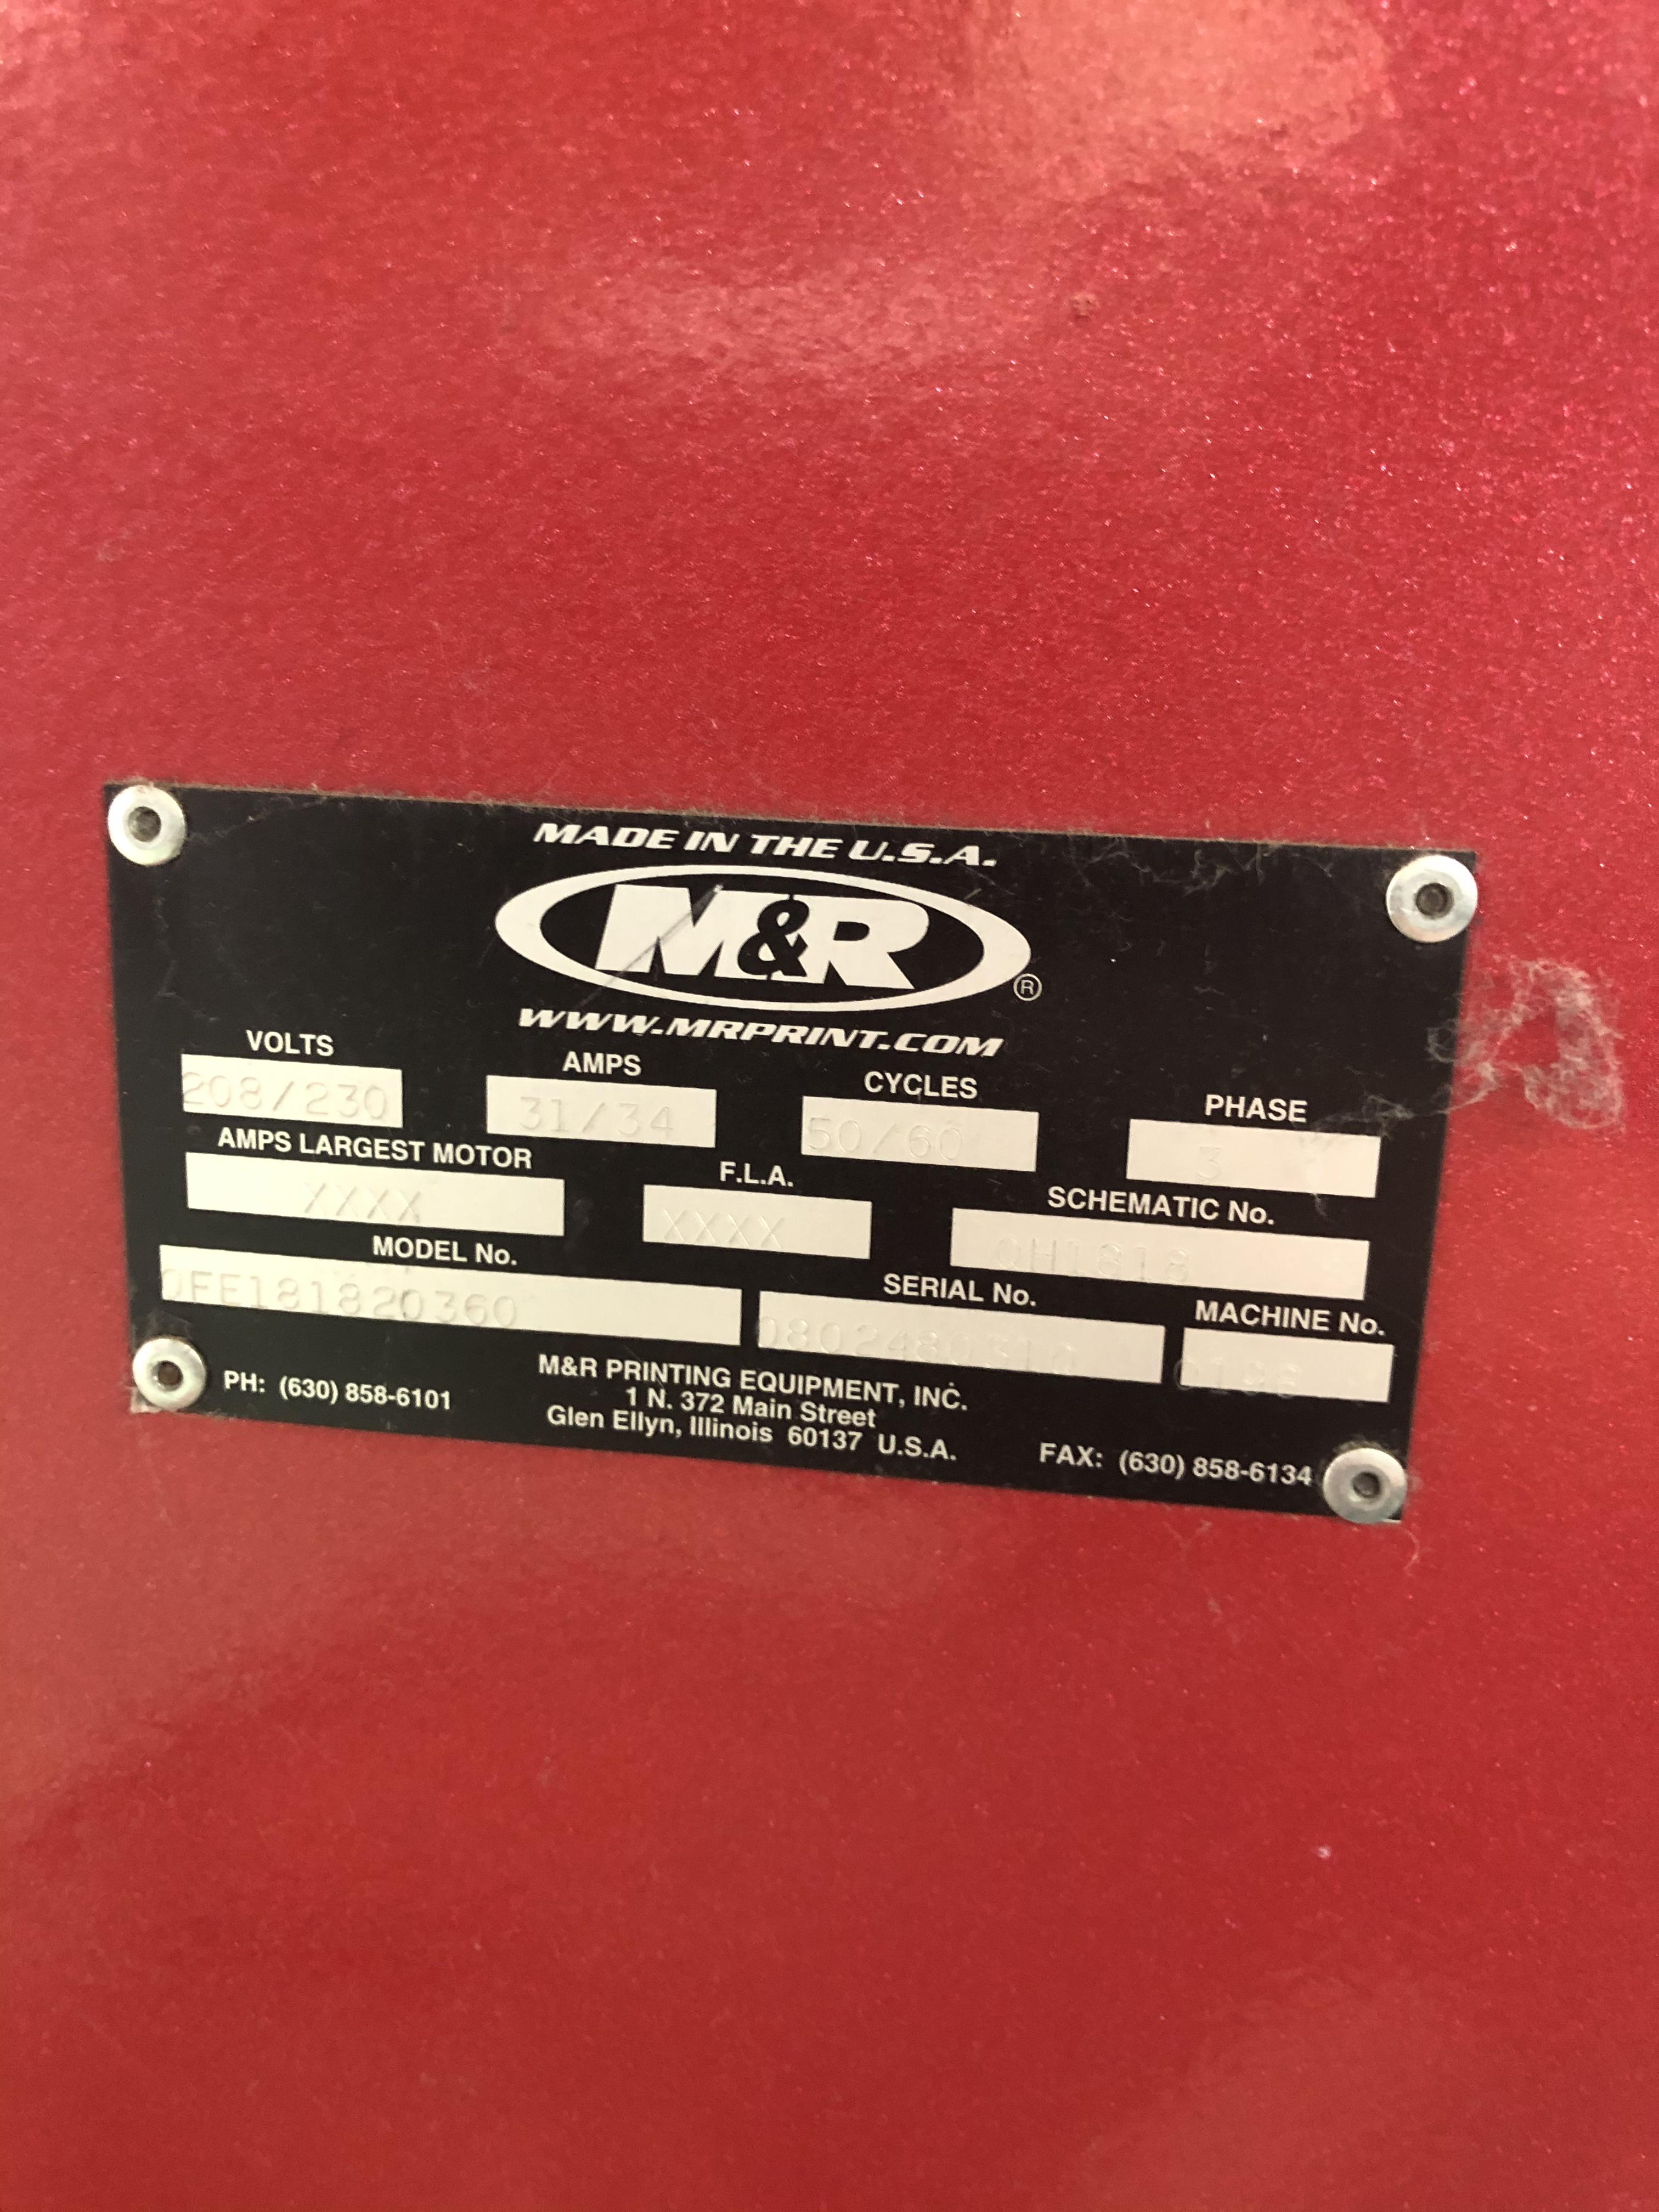 MADE IN THE U.S.A.
M&R ®
WWW.MRPRINT.COM
VOLTS AMPS CYCLES PHASE
208/230 31/34 50/60 3
AMPS LARGEST MOTOR F.L.A. SCHEMATIC No.
XXXX XXXX 0H1818
MODEL No. SERIAL No. MACHINE No.
M&R PRINTING EQUIPMENT, INC.
1 N. 372 Main Street
Glen Ellyn, Illinois 60137 U.S.A.
PH: (630) 858-6101 FAX: (630) 858-6134